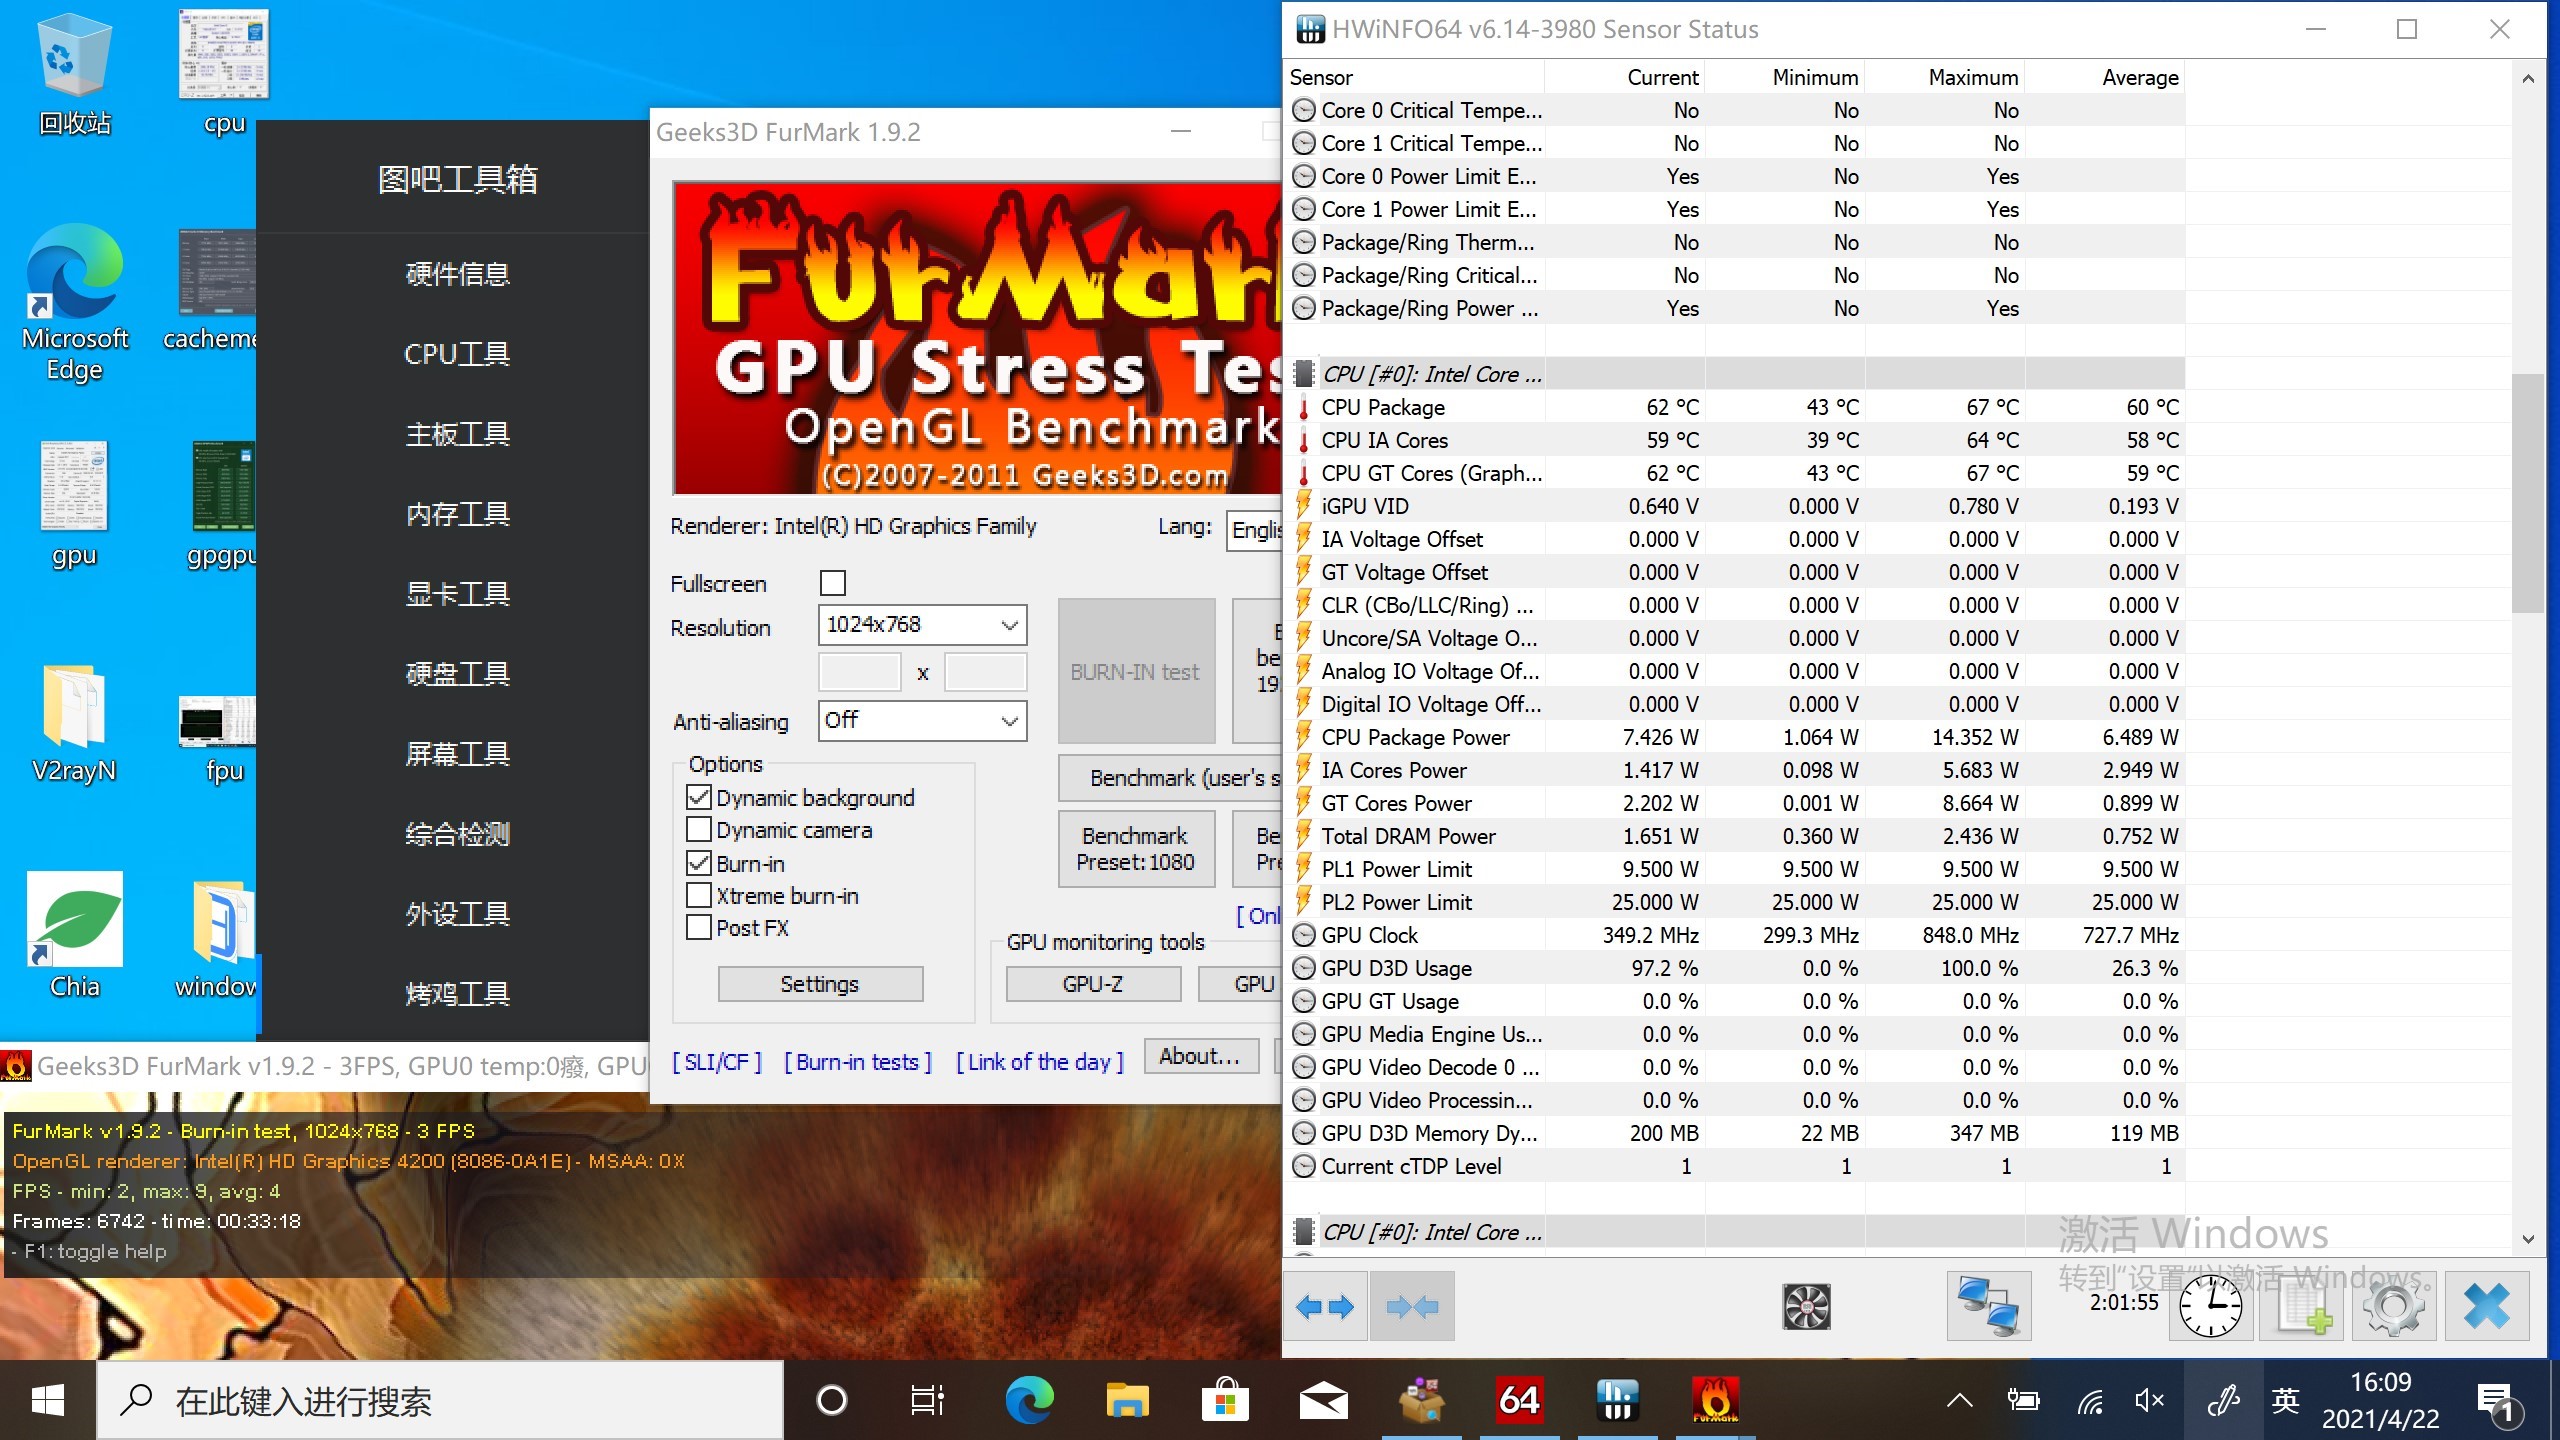 回收站
cpu
Microsoft
Edge
cacheme
gpu
gpgpu
V2rayN
fpu
Chia
window
图吧工具箱
硬件信息
CPU工具
主板工具
内存工具
显卡工具
硬盘工具
屏幕工具
综合检测
外设工具
烤鸡工具
Geeks3D FurMark 1.9.2
FurMark
GPU Stress Tes
OpenGL Benchmark
(C)2007-2011 Geeks3D.com
Renderer: Intel(R) HD Graphics Family
Lang: Englis
Fullscreen
Resolution 1024x768
x
Anti-aliasing Off
BURN-IN test
be
19
Options
Dynamic background
Dynamic camera
Burn-in
Xtreme burn-in
Post FX
Settings
Benchmark (user's s
Benchmark
Preset:1080
Be
Pre
[ Onl
GPU monitoring tools
GPU-Z
GPU
[ SLI/CF ] [ Burn-in tests ] [ Link of the day ] About...
Geeks3D FurMark v1.9.2 - 3FPS, GPU0 temp:0癈, GPU
FurMark v1.9.2 - Burn-in test, 1024x768 - 3 FPS
OpenGL renderer: Intel(R) HD Graphics 4200 (8086-0A1E) - MSAA: 0X
FPS - min: 2, max: 9, avg: 4
Frames: 6742 - time: 00:33:18
- F1: toggle help
HWiNFO64 v6.14-3980 Sensor Status
Sensor Current Minimum Maximum Average
Core 0 Critical Tempe... No No No
Core 1 Critical Tempe... No No No
Core 0 Power Limit E... Yes No Yes
Core 1 Power Limit E... Yes No Yes
Package/Ring Therm... No No No
Package/Ring Critical... No No No
Package/Ring Power ... Yes No Yes
CPU [#0]: Intel Core ...
CPU Package 62 °C 43 °C 67 °C 60 °C
CPU IA Cores 59 °C 39 °C 64 °C 58 °C
CPU GT Cores (Graph... 62 °C 43 °C 67 °C 59 °C
iGPU VID 0.640 V 0.000 V 0.780 V 0.193 V
IA Voltage Offset 0.000 V 0.000 V 0.000 V 0.000 V
GT Voltage Offset 0.000 V 0.000 V 0.000 V 0.000 V
CLR (CBo/LLC/Ring) ... 0.000 V 0.000 V 0.000 V 0.000 V
Uncore/SA Voltage O... 0.000 V 0.000 V 0.000 V 0.000 V
Analog IO Voltage Of... 0.000 V 0.000 V 0.000 V 0.000 V
Digital IO Voltage Off... 0.000 V 0.000 V 0.000 V 0.000 V
CPU Package Power 7.426 W 1.064 W 14.352 W 6.489 W
IA Cores Power 1.417 W 0.098 W 5.683 W 2.949 W
GT Cores Power 2.202 W 0.001 W 8.664 W 0.899 W
Total DRAM Power 1.651 W 0.360 W 2.436 W 0.752 W
PL1 Power Limit 9.500 W 9.500 W 9.500 W 9.500 W
PL2 Power Limit 25.000 W 25.000 W 25.000 W 25.000 W
GPU Clock 349.2 MHz 299.3 MHz 848.0 MHz 727.7 MHz
GPU D3D Usage 97.2 % 0.0 % 100.0 % 26.3 %
GPU GT Usage 0.0 % 0.0 % 0.0 % 0.0 %
GPU Media Engine Us... 0.0 % 0.0 % 0.0 % 0.0 %
GPU Video Decode 0 ... 0.0 % 0.0 % 0.0 % 0.0 %
GPU Video Processin... 0.0 % 0.0 % 0.0 % 0.0 %
GPU D3D Memory Dy... 200 MB 22 MB 347 MB 119 MB
Current cTDP Level 1 1 1 1
CPU [#0]: Intel Core ...
激活 Windows
转到"设置"以激活 Windows。
2:01:55
在此键入进行搜索
64
英
16:09
2021/4/22
1